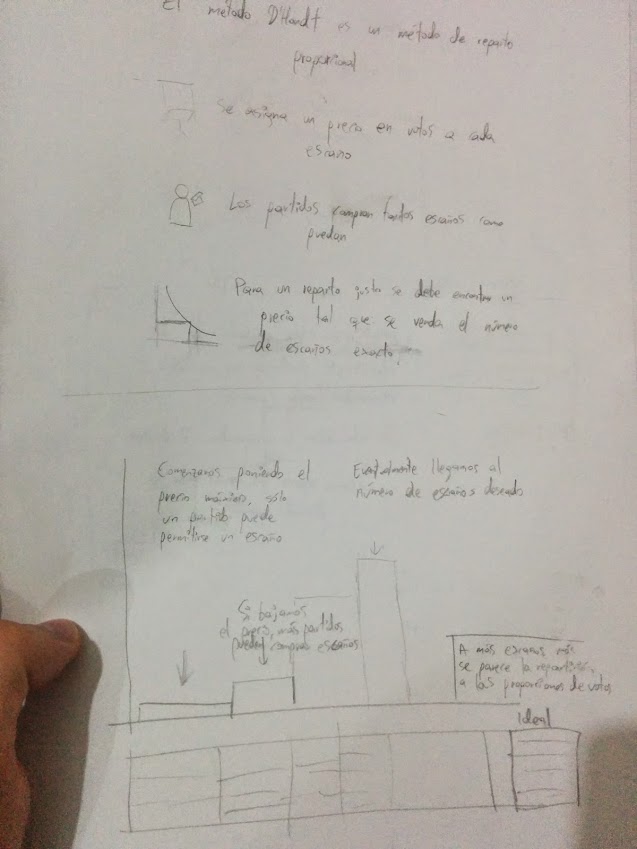 El método D'Hondt es un método de reparto
proporcional
Se assigna un precio en votos a cada
escaño
Los partidos compran tantos escaños como
puedan
Para un reparto justo se debe encontrar un
precio tal que se venda el número
de escaños exacto.
Comenzamos poniendo el
precio máximo, sólo
un partido puede
permitirse un escaño
Eventualmente llegamos al
número de escaños deseado
Si bajamos
el precio, más partidos
pueden comprar escaños
A más escaños más
se parece la repartición
a las proporciones de votos
Ideal